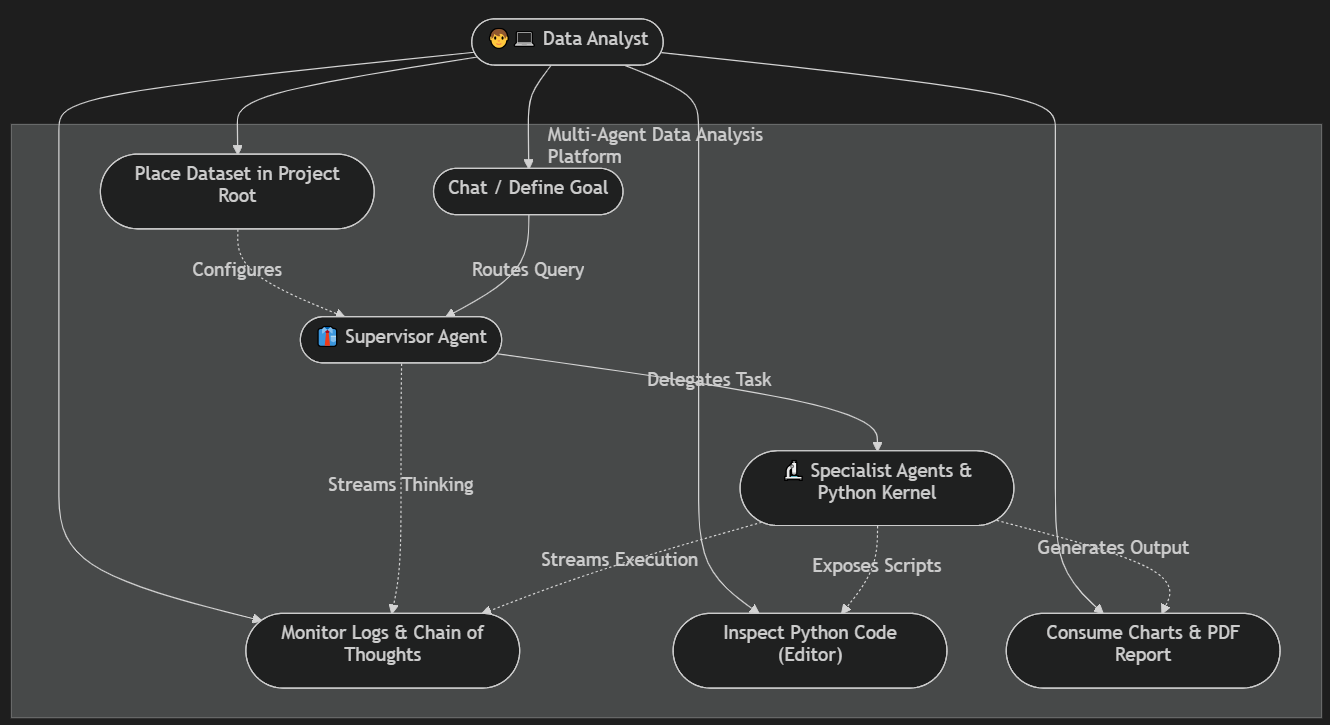 Data Analyst
Multi-Agent Data Analysis
Platform
Place Dataset in Project
Root
Chat / Define Goal
Configures
Routes Query
Supervisor Agent
Delegates Task
Specialist Agents &
Python Kernel
Streams Thinking
Streams Execution
Exposes Scripts
Generates Output
Monitor Logs & Chain of
Thoughts
Inspect Python Code
(Editor)
Consume Charts & PDF
Report